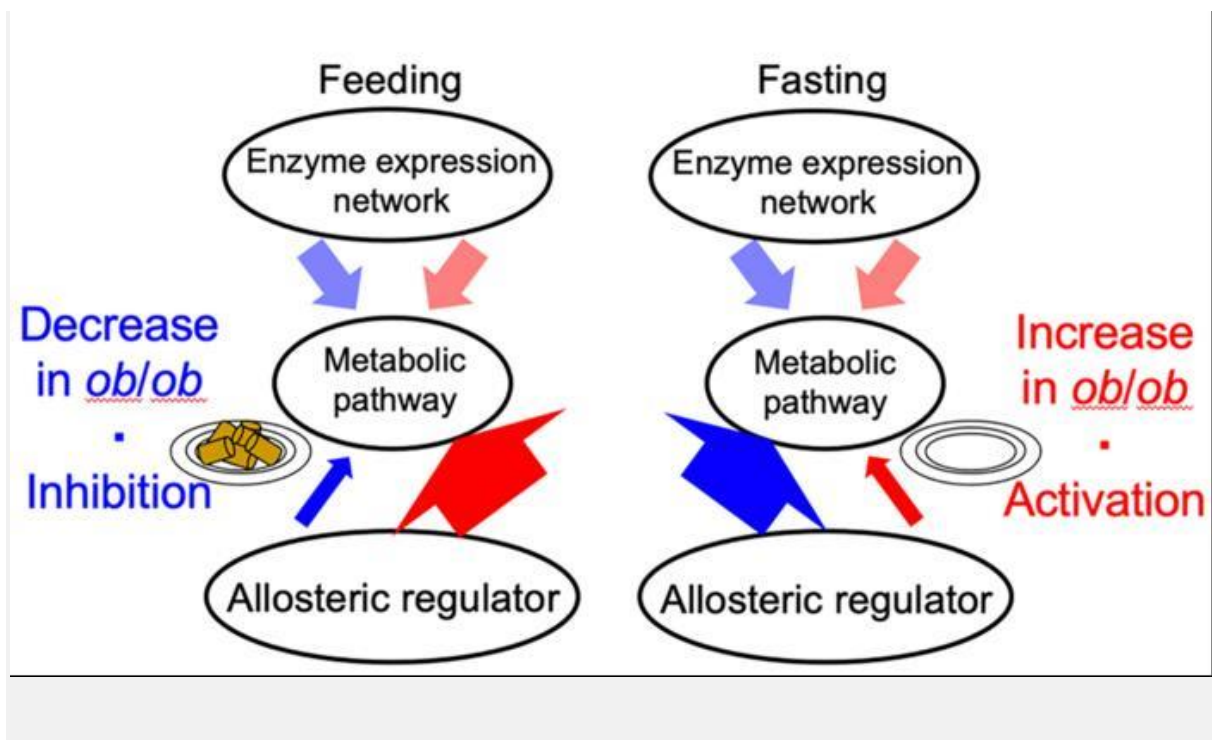 Feeding
Fasting
Enzyme expression
network
Enzyme expression
network
Decrease
in ob/ob
·
Inhibition
Metabolic
pathway
Metabolic
pathway
Increase
in ob/ob
·
Activation
Allosteric regulator
Allosteric regulator